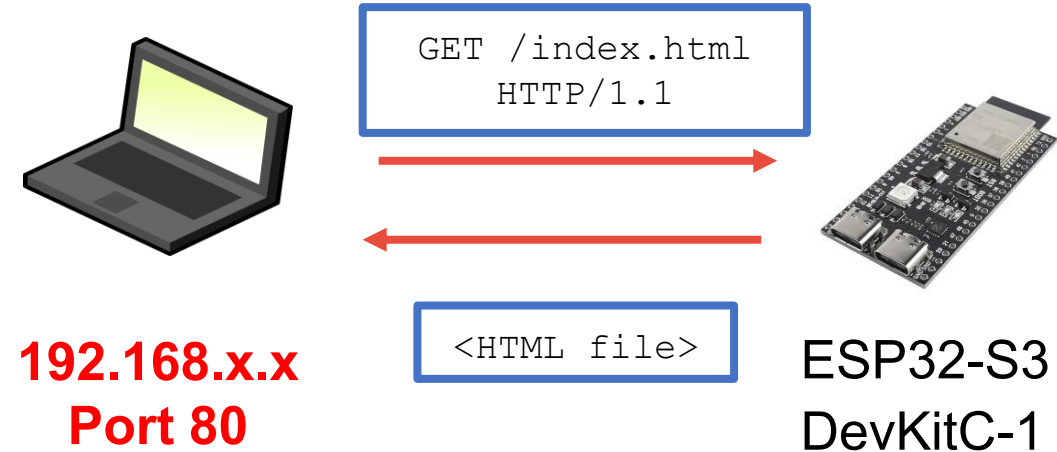 GET /index.html
HTTP/1.1
<HTML file>
192.168.x.x
Port 80
ESP32-S3
DevKitC-1